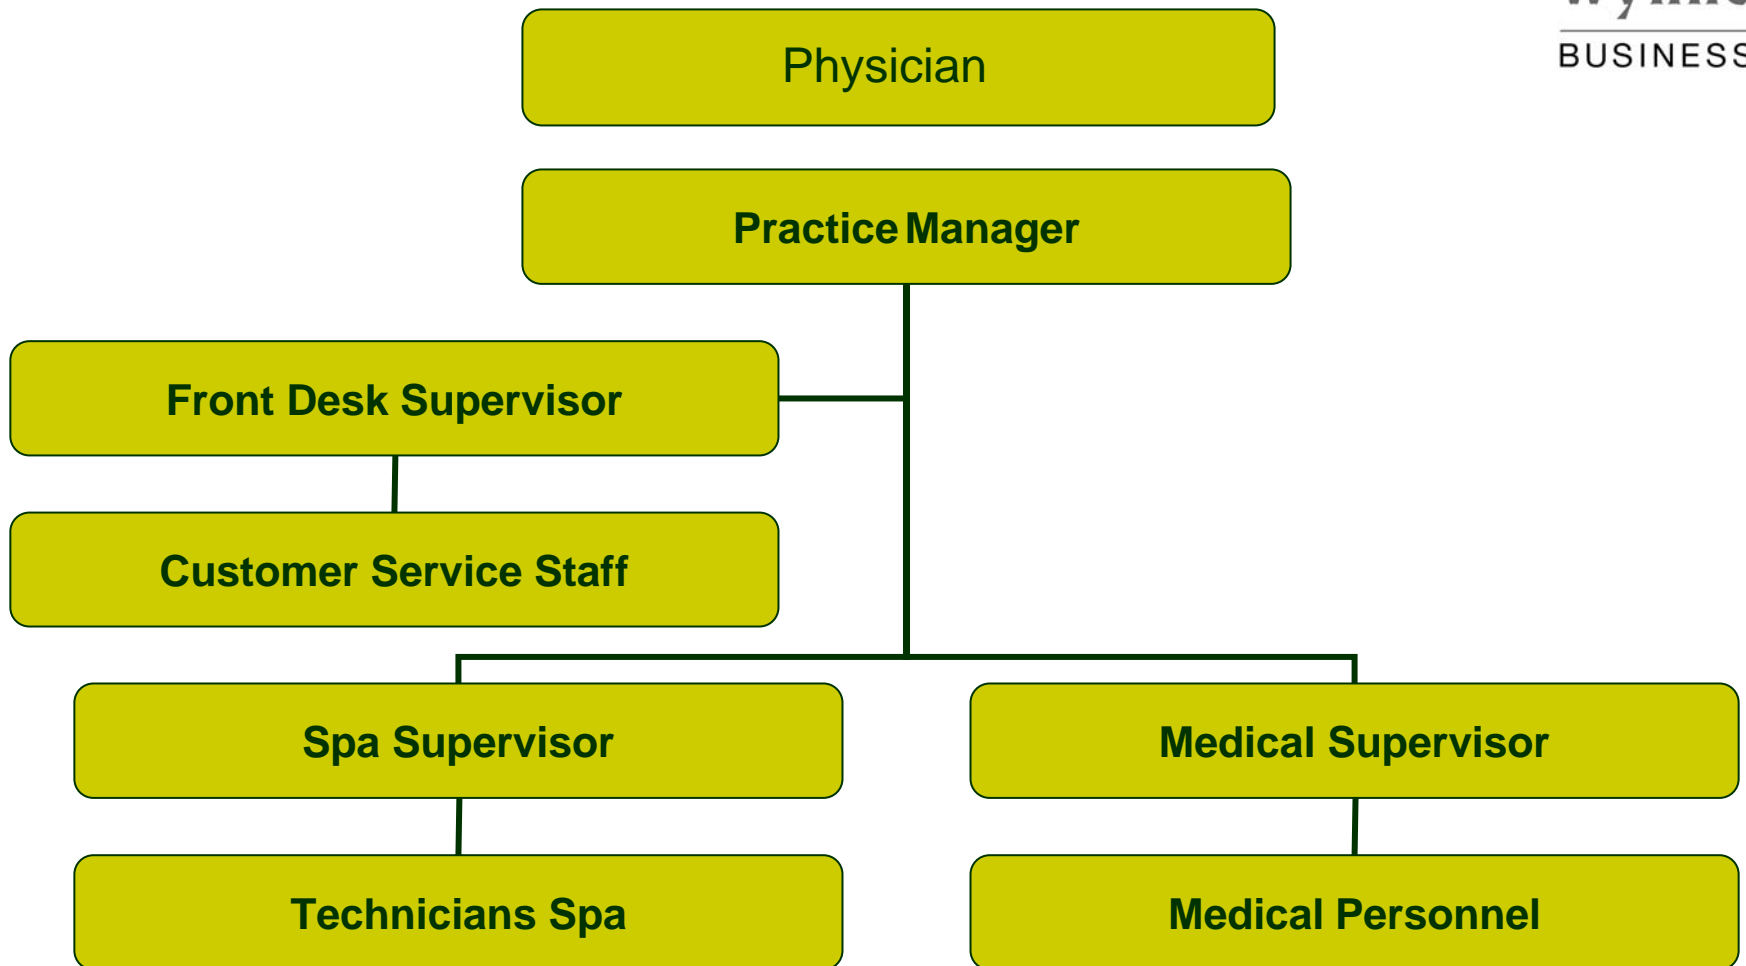 BUSINESS
Physician
Practice Manager
Front Desk Supervisor
Customer Service Staff
Spa Supervisor
Medical Supervisor
Technicians Spa
Medical Personnel